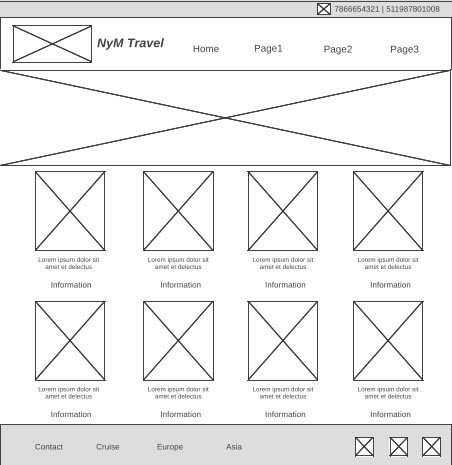 7866654321 | 511987801008
NyM Travel
Home Page1 Page2 Page3
Lorem ipsum dolor sit
amet et delectus
Information
Lorem ipsum dolor sit
amet et delectus
Information
Lorem ipsum dolor sit
amet et delectus
Information
Lorem ipsum dolor sit
amet et delectus
Information
Lorem ipsum dolor sit
amet et delectus
Information
Lorem ipsum dolor sit
amet et delectus
Information
Lorem ipsum dolor sit
amet et delectus
Information
Lorem ipsum dolor sit
amet et delectus
Information
Contact Cruise Europe Asia